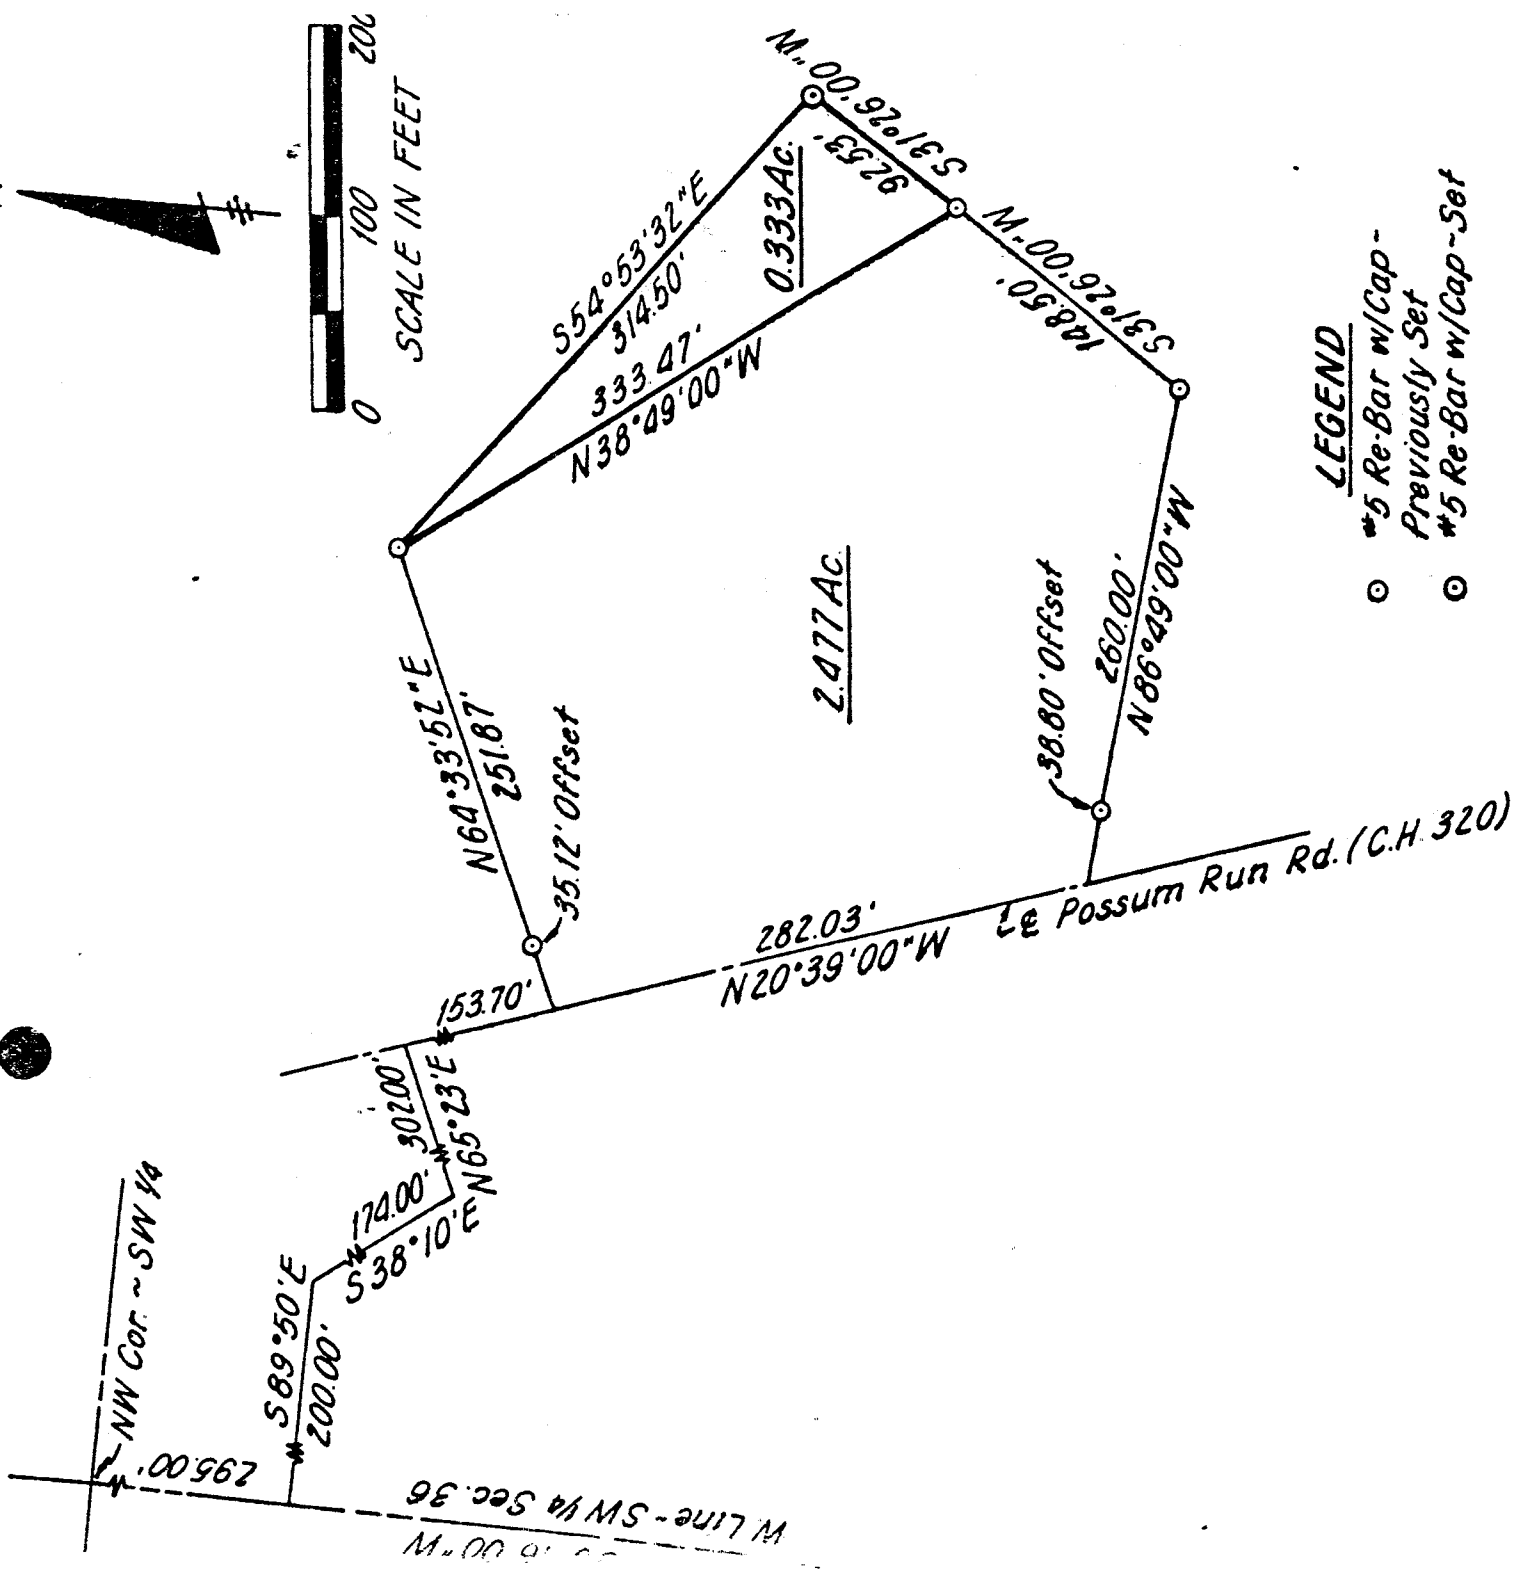 200
100
0
SCALE IN FEET
S31°26'00"W
92.53'
S54°53'32"E
314.50'
0.333Ac.
333.47'
N38°49'00"W
S31°26'00"W
148.50'
N64°33'52"E
251.87'
35.12' Offset
2.477 Ac.
38.80' Offset
260.00'
N86°49'00"W
LEGEND
#5 Re-Bar w/Cap-
Previously Set
#5 Re-Bar w/Cap~Set
153.70'
282.03'
N20°39'00"W
℄ Possum Run Rd. (C.H. 320)
302.00'
N65°23'E
174.00'
S38°10'E
S89°50'E
200.00'
NW Cor. ~ SW 1/4
295.00'
W Line~SW 1/4 Sec. 36